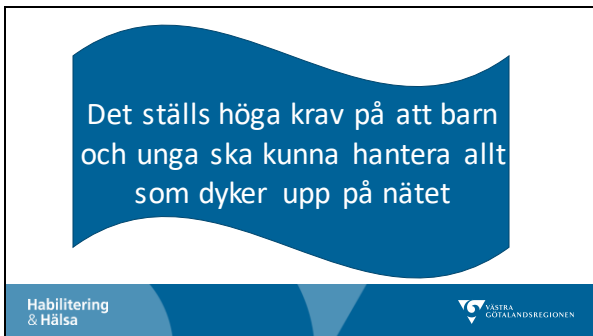 Det ställs höga krav på att barn
och unga ska kunna hantera allt
som dyker upp på nätet
Habilitering
& Hälsa
VÄSTRA
GÖTALANDSREGIONEN